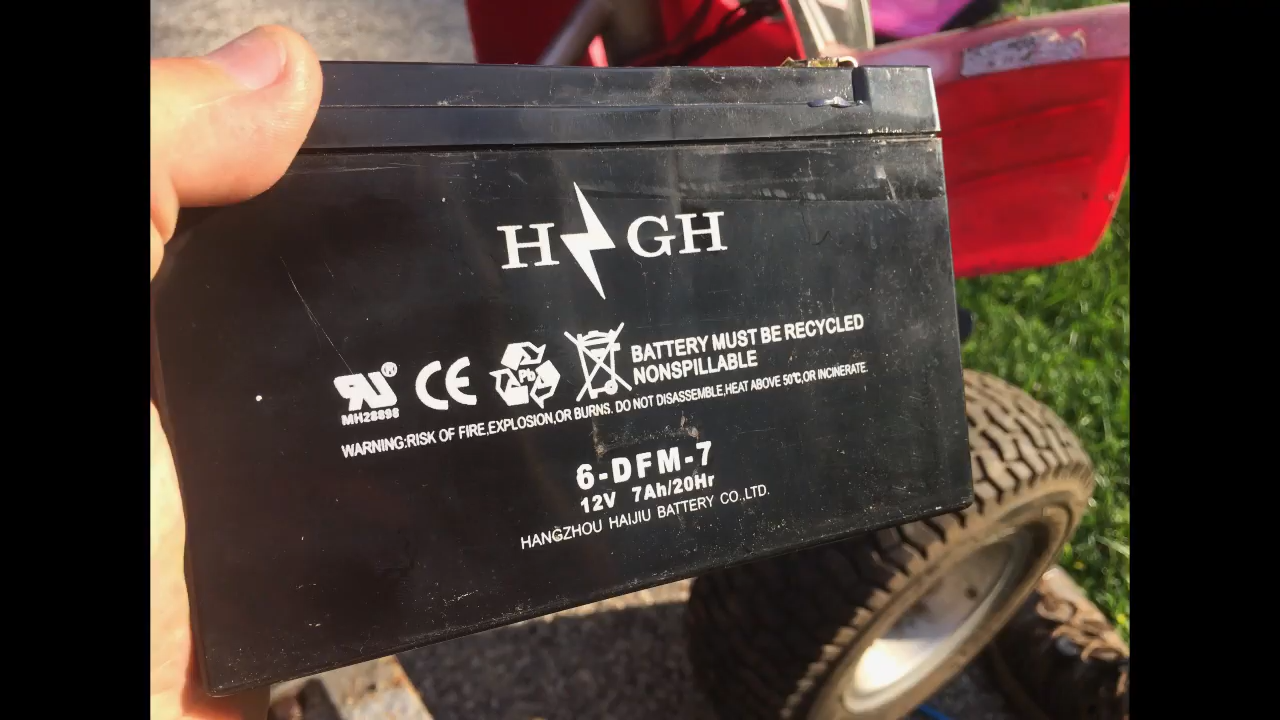 H GH
BATTERY MUST BE RECYCLED
NONSPILLABLE
Pb
MH28898
WARNING:RISK OF FIRE,EXPLOSION,OR BURNS. DO NOT DISASSEMBLE,HEAT ABOVE 50℃,OR INCINERATE.
6-DFM-7
12V 7Ah/20Hr
HANGZHOU HAIJIU BATTERY CO.,LTD.